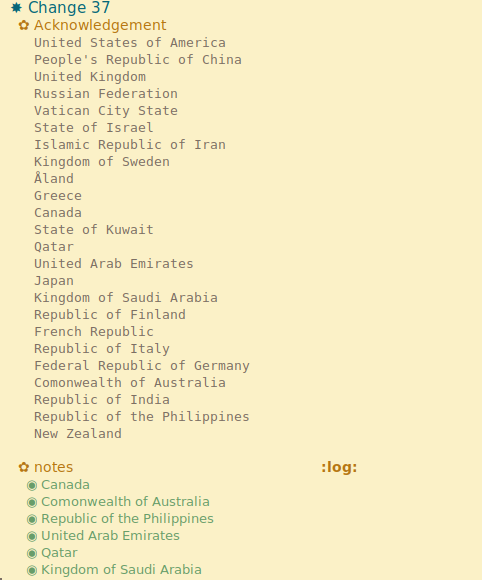 ✸ Change 37
✿ Acknowledgement
United States of America
People's Republic of China
United Kingdom
Russian Federation
Vatican City State
State of Israel
Islamic Republic of Iran
Kingdom of Sweden
Åland
Greece
Canada
State of Kuwait
Qatar
United Arab Emirates
Japan
Kingdom of Saudi Arabia
Republic of Finland
French Republic
Republic of Italy
Federal Republic of Germany
Comonwealth of Australia
Republic of India
Republic of the Philippines
New Zealand
✿ notes :log:
◉ Canada
◉ Comonwealth of Australia
◉ Republic of the Philippines
◉ United Arab Emirates
◉ Qatar
◉ Kingdom of Saudi Arabia